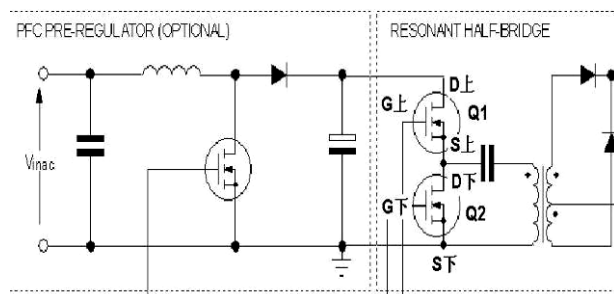 PFC PRE-REGULATOR (OPTIONAL)
RESONANT HALF-BRIDGE
D上
G上
Q1
S上
Vinac
D下
G下
Q2
S下